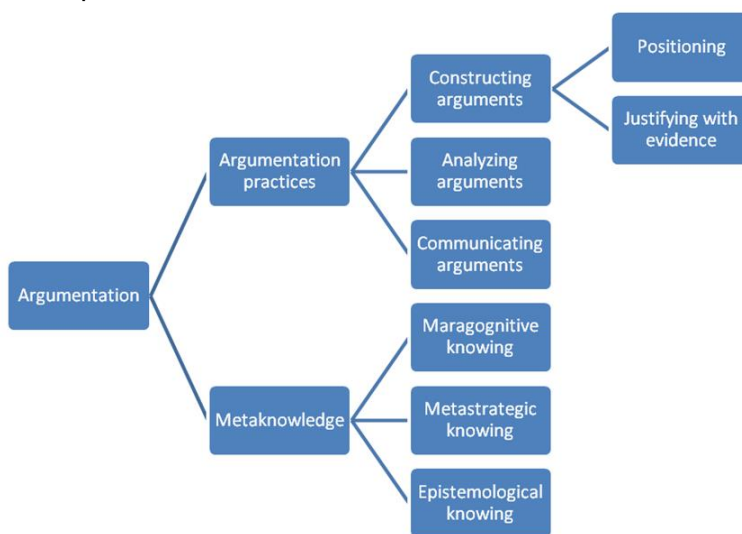 Positioning
Constructing
arguments
Justifying with
evidence
Argumentation
practices
Analyzing
arguments
Communicating
arguments
Argumentation
Maragognitive
knowing
Metaknowledge
Metastrategic
knowing
Epistemological
knowing